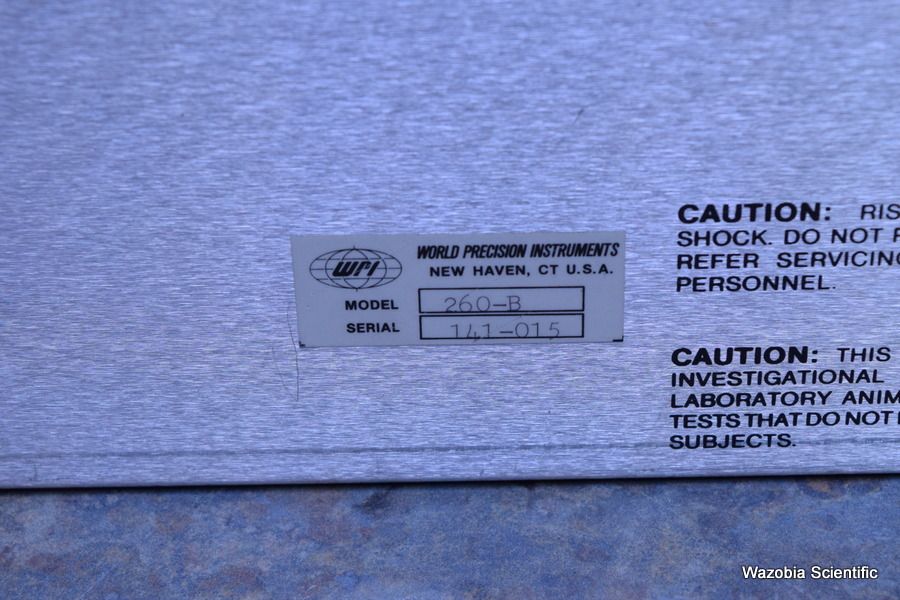 WPI
WORLD PRECISION INSTRUMENTS
NEW HAVEN, CT U.S.A.
MODEL 260-B
SERIAL 141-015
CAUTION:
SHOCK. DO NOT
REFER SERVICING
PERSONNEL.
CAUTION: THIS
INVESTIGATIONAL
LABORATORY
TESTS THAT DO NOT
SUBJECTS.
Wazobia Scientific